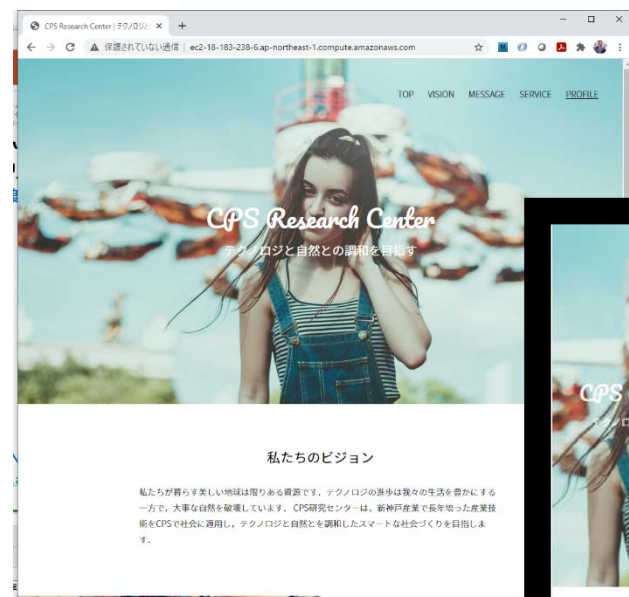 CPS Research Center | テクノロジと
保護されていない通信 | ec2-18-183-238-6.ap-northeast-1.compute.amazonaws.com
TOP VISION MESSAGE SERVICE PROFILE
CPS Research Center
テクノロジと自然との調和を目指す
CPS
テクノロ
私たちのビジョン
私たちが暮らす美しい地球は限りある資源です．テクノロジの進歩は我々の生活を豊かにする
一方で，大事な自然を破壊しています． CPS研究センターは，新神戸産業で長年培った産業技
術をCPSで社会に適用し，テクノロジと自然とを調和したスマートな社会づくりを目指しま
す．